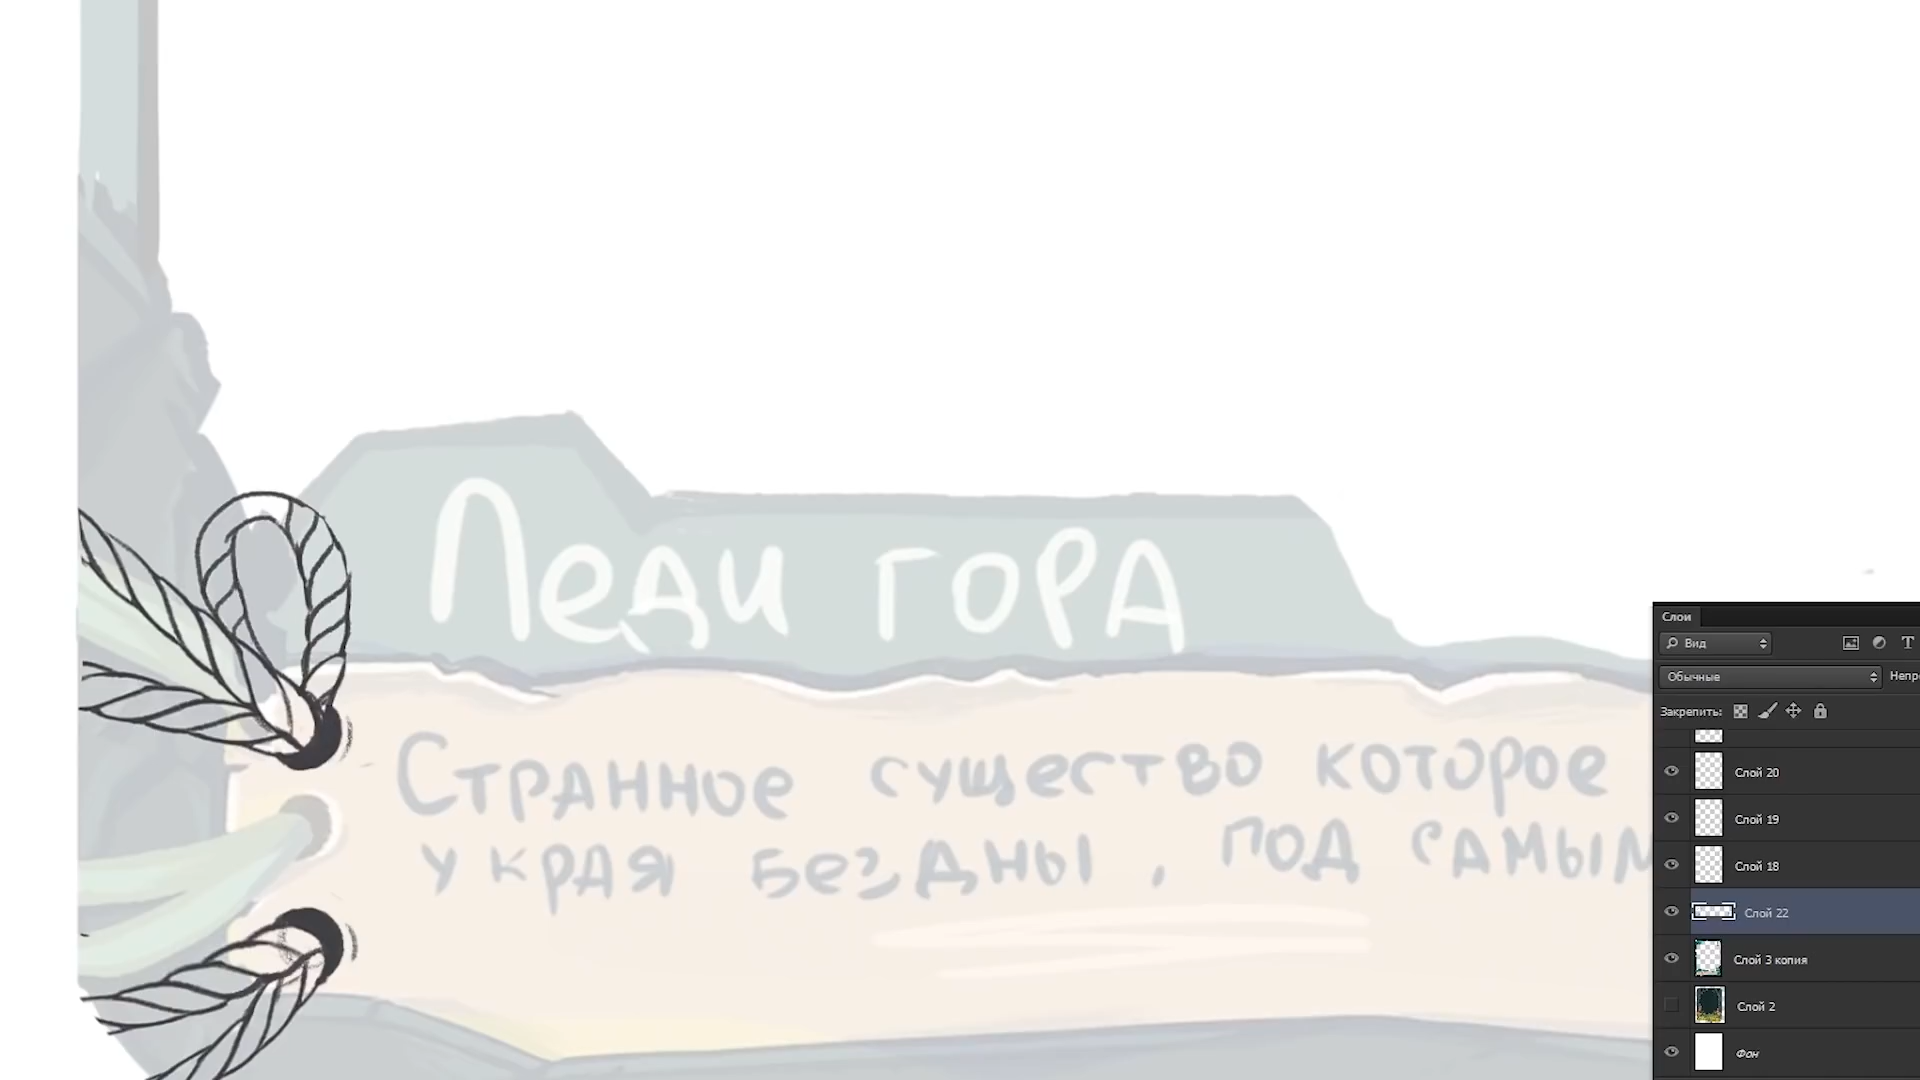 Леди гора
Странное существо которое
у края бездны, под самым
Слои
Вид
Обычные
Непр
Закрепить:
Слой 20
Слой 19
Слой 18
Слой 22
Слой 3 копия
Слой 2
Фон